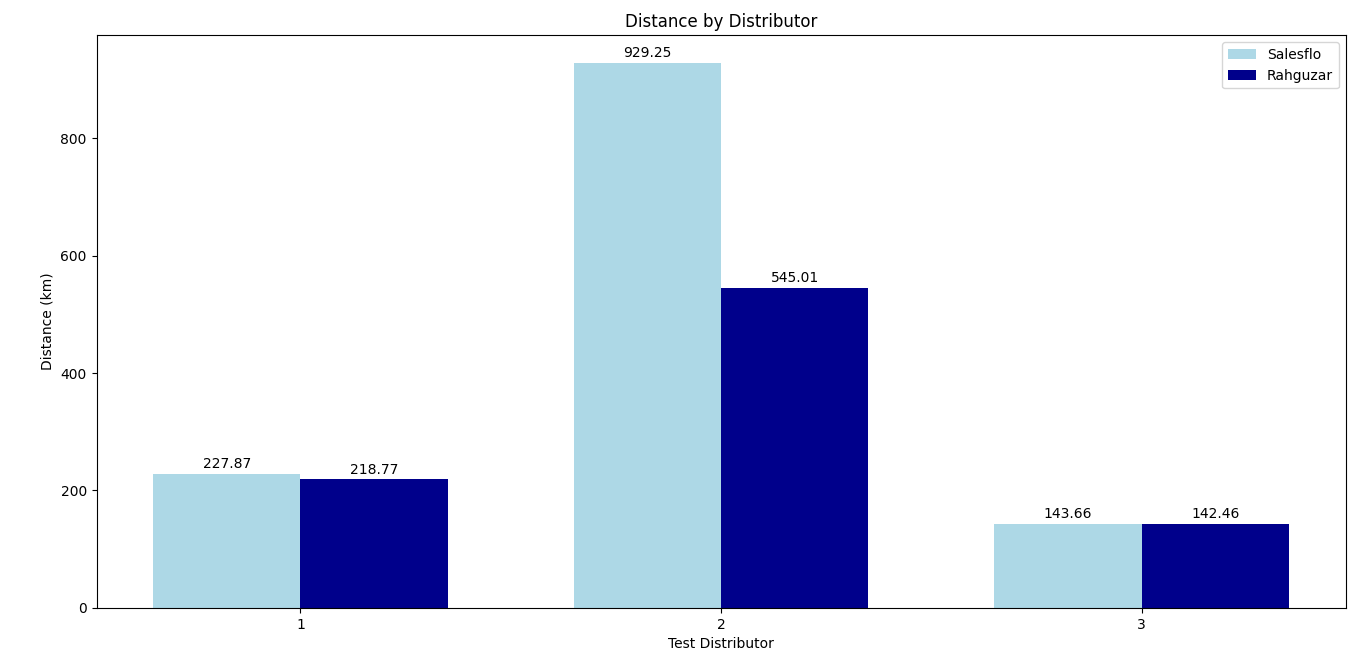 Distance by Distributor
929.25
Salesflo
Rahguzar
800
600
545.01
Distance (km)
400
227.87
218.77
200
143.66
142.46
0
1
2
3
Test Distributor